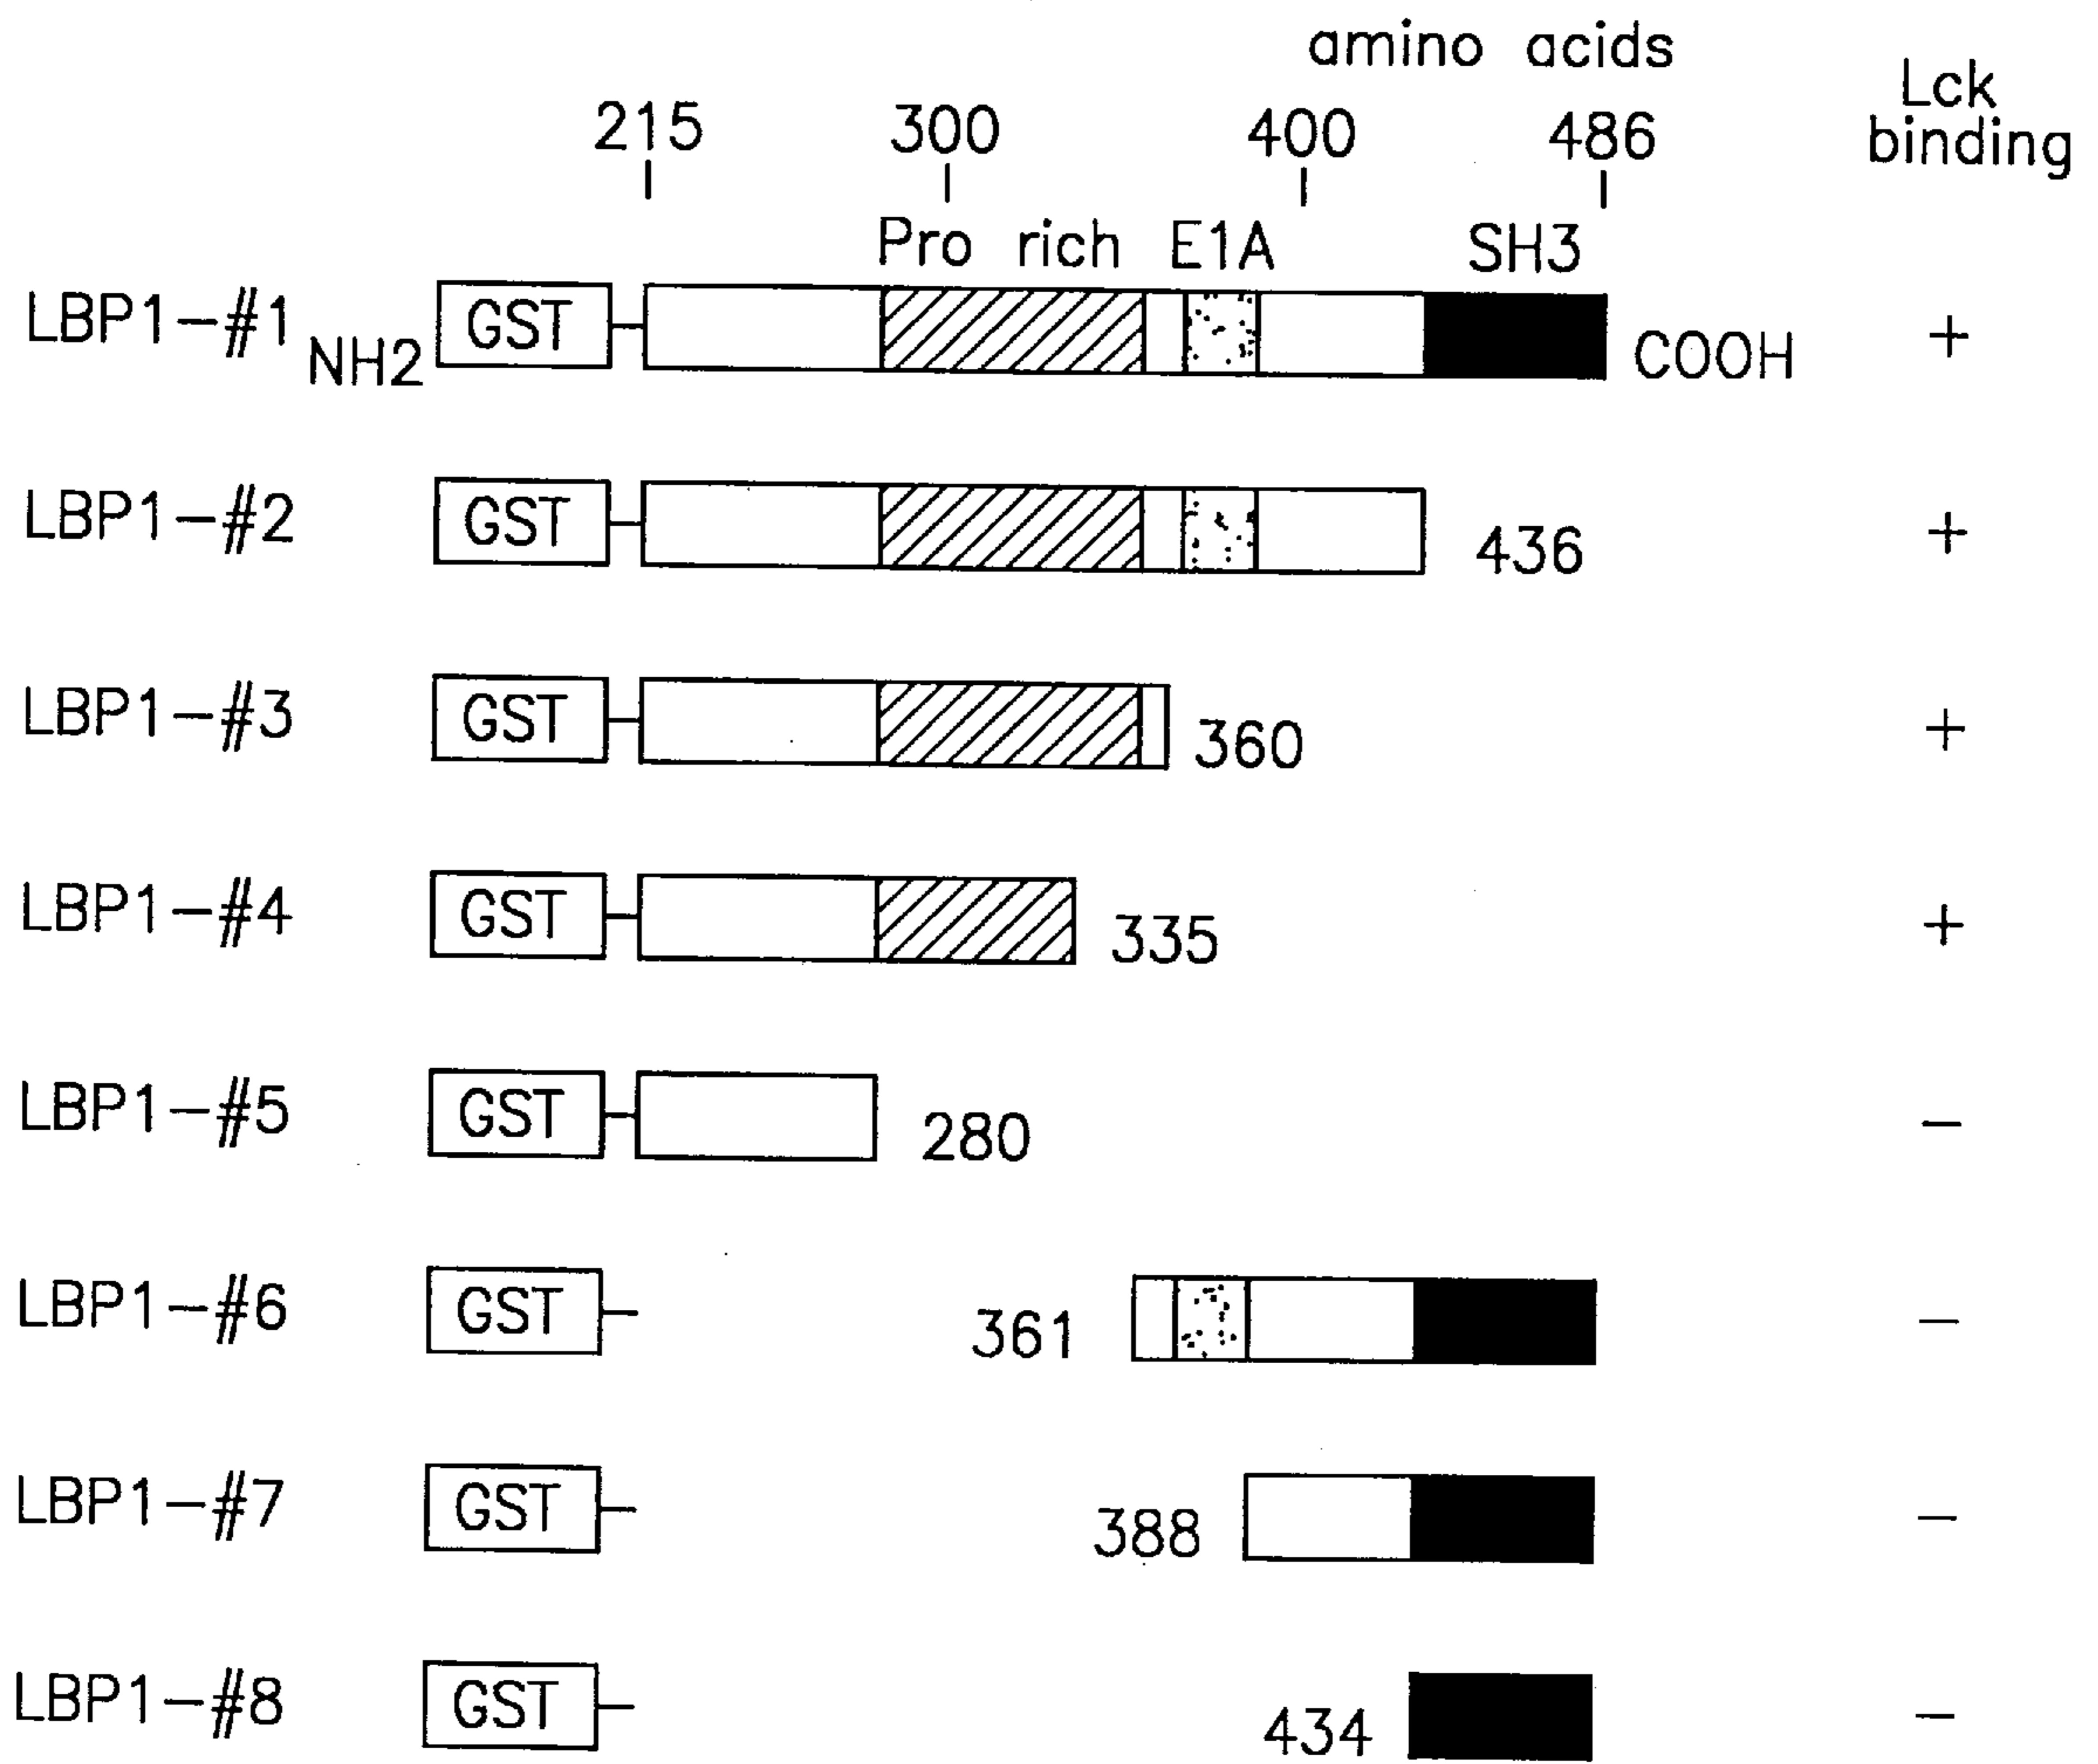 amino acids
Lck
binding
215 300 400 486
Pro rich E1A SH3
LBP1-#1 NH2 GST COOH +
LBP1-#2 GST 436 +
LBP1-#3 GST 360 +
LBP1-#4 GST 335 +
LBP1-#5 GST 280 −
LBP1-#6 GST 361 −
LBP1-#7 GST 388 −
LBP1-#8 GST 434 −